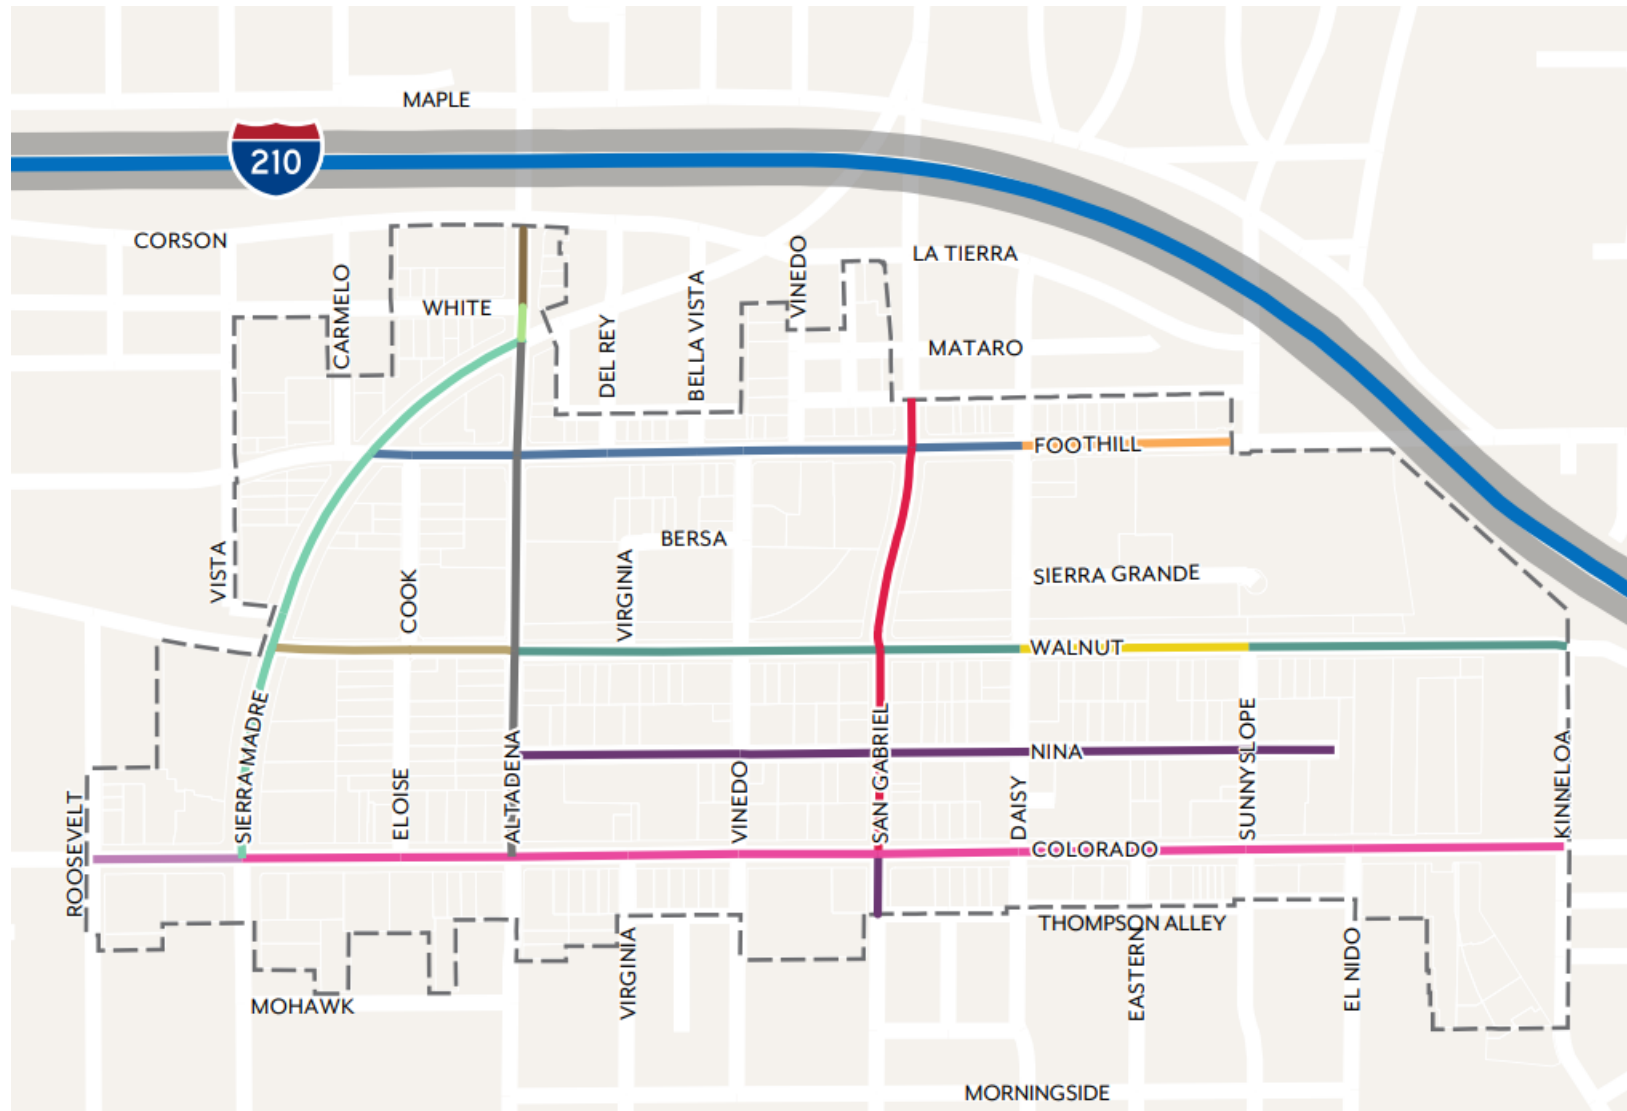 MAPLE
210
CORSON
VINEDO
LA TIERRA
CARMELO
WHITE
BELLA VISTA
DEL REY
MATARO
FOOTHILL
BERSA
VISTA
COOK
VIRGINIA
SIERRA GRANDE
WALNUT
SIERRA MADRE
ALTADENA
SAN GABRIEL
NINA
SUNNYSLOPE
KINNELOA
ROOSEVELT
ELOISE
VINEDO
DAISY
COLORADO
THOMPSON ALLEY
MOHAWK
VIRGINIA
EASTERN
EL NIDO
MORNINGSIDE